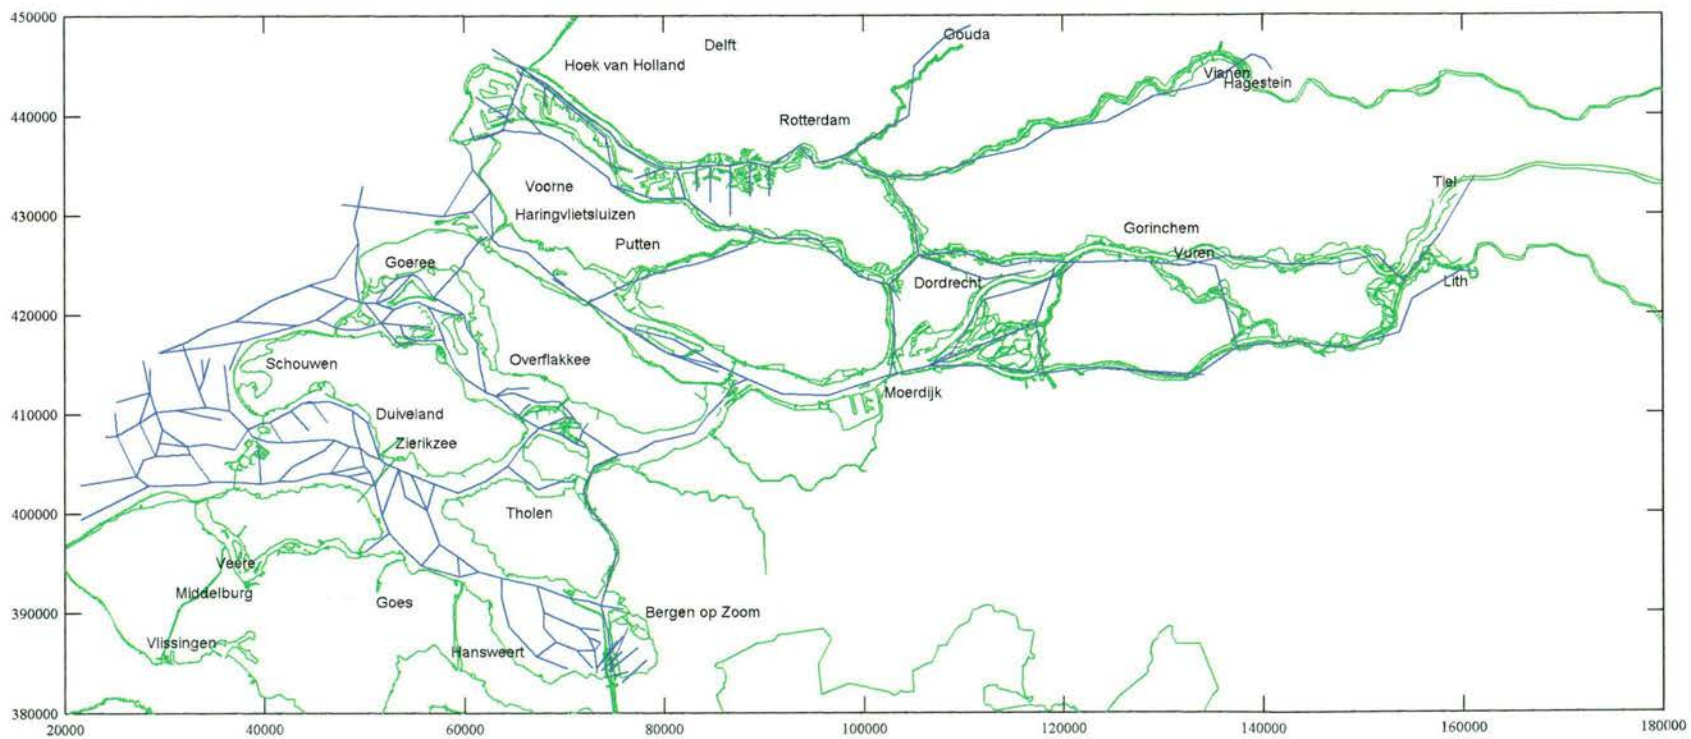 450000
Gouda
Delft
Hoek van Holland
Vianen
Hagestein
440000
Rotterdam
Voorne
Tiel
430000
Haringvlietsluizen
Gorinchem
Putten
Vuren
Goeree
Dordrecht
Lith
420000
Overflakkee
Schouwen
Moerdijk
410000
Duiveland
Zierikzee
400000
Tholen
Veere
Middelburg
Goes
390000
Bergen op Zoom
Vlissingen
Hansweert
380000
20000 40000 60000 80000 100000 120000 140000 160000 180000